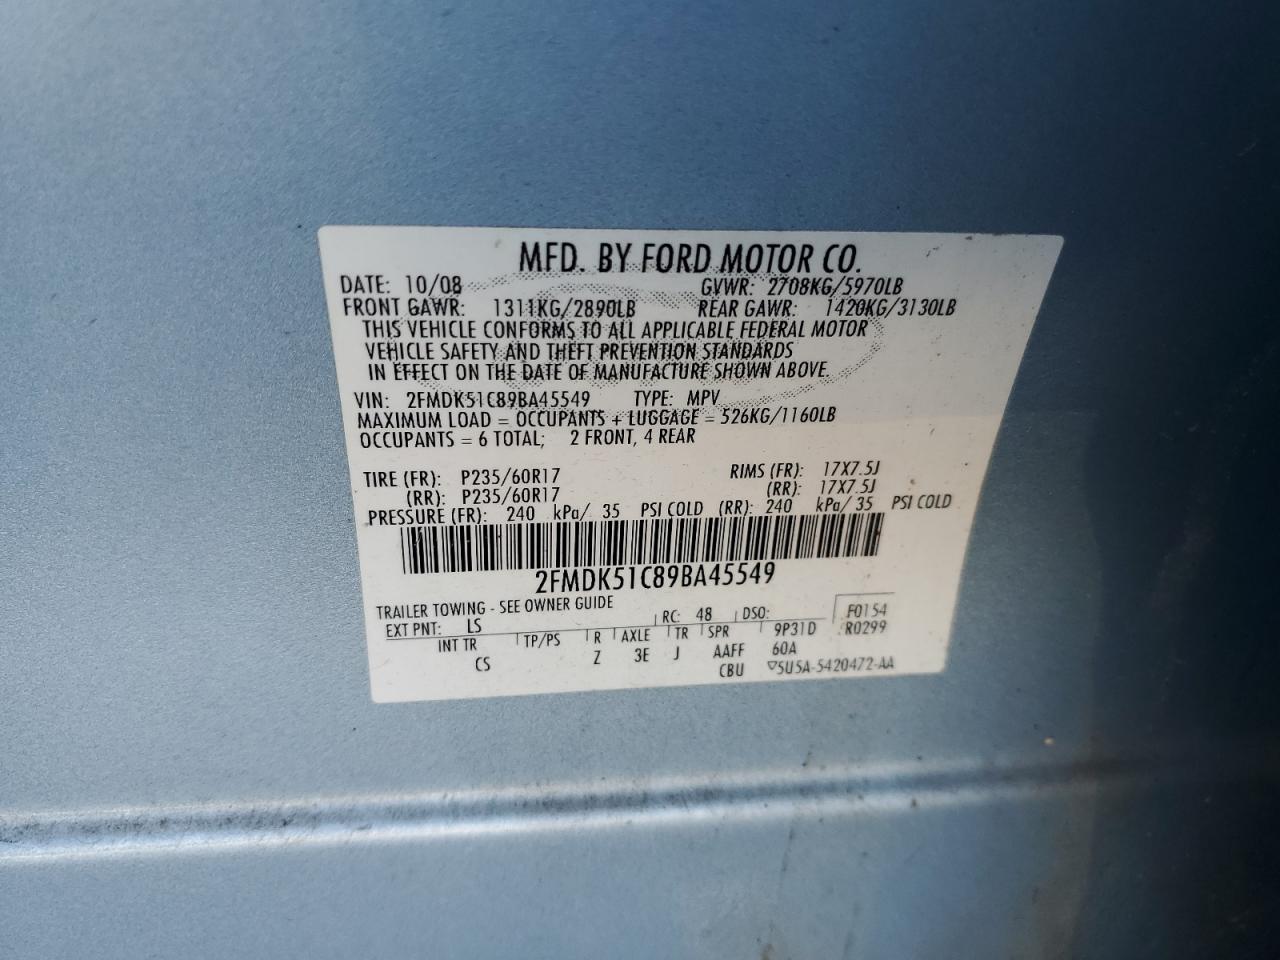 MFD. BY FORD MOTOR CO.
DATE: 10/08 GVWR: 2708KG/5970LB
FRONT GAWR: 1311KG/2890LB REAR GAWR: 1420KG/3130LB
THIS VEHICLE CONFORMS TO ALL APPLICABLE FEDERAL MOTOR
VEHICLE SAFETY AND THEFT PREVENTION STANDARDS
IN EFFECT ON THE DATE OF MANUFACTURE SHOWN ABOVE.
VIN: 2FMDK51C89BA45549 TYPE: MPV
MAXIMUM LOAD = OCCUPANTS + LUGGAGE = 526KG/1160LB
OCCUPANTS = 6 TOTAL; 2 FRONT, 4 REAR
TIRE (FR): P235/60R17 RIMS (FR): 17X7.5J
(RR): P235/60R17 (RR): 17X7.5J
PRESSURE (FR): 240 kPa/ 35 PSI COLD (RR): 240 kPa/ 35 PSI COLD
2FMDK51C89BA45549
TRAILER TOWING - SEE OWNER GUIDE
EXT PNT: LS RC: 48 DSO: F0154
INT TR TP/PS R AXLE TR SPR 9P31D R0299
CS Z 3E J AAFF 60A
CBU ▽5U5A-5420472-AA